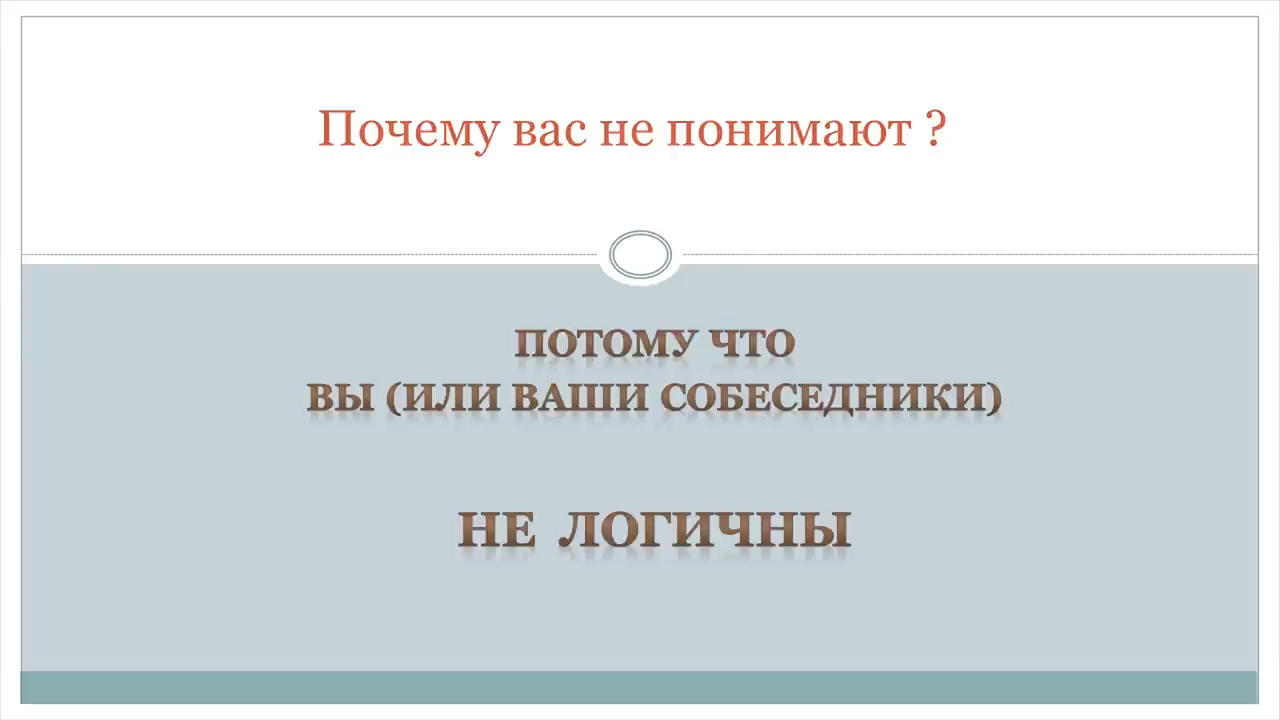 Почему вас не понимают ?
ПОТОМУ ЧТО
ВЫ (ИЛИ ВАШИ СОБЕСЕДНИКИ)
НЕ ЛОГИЧНЫ